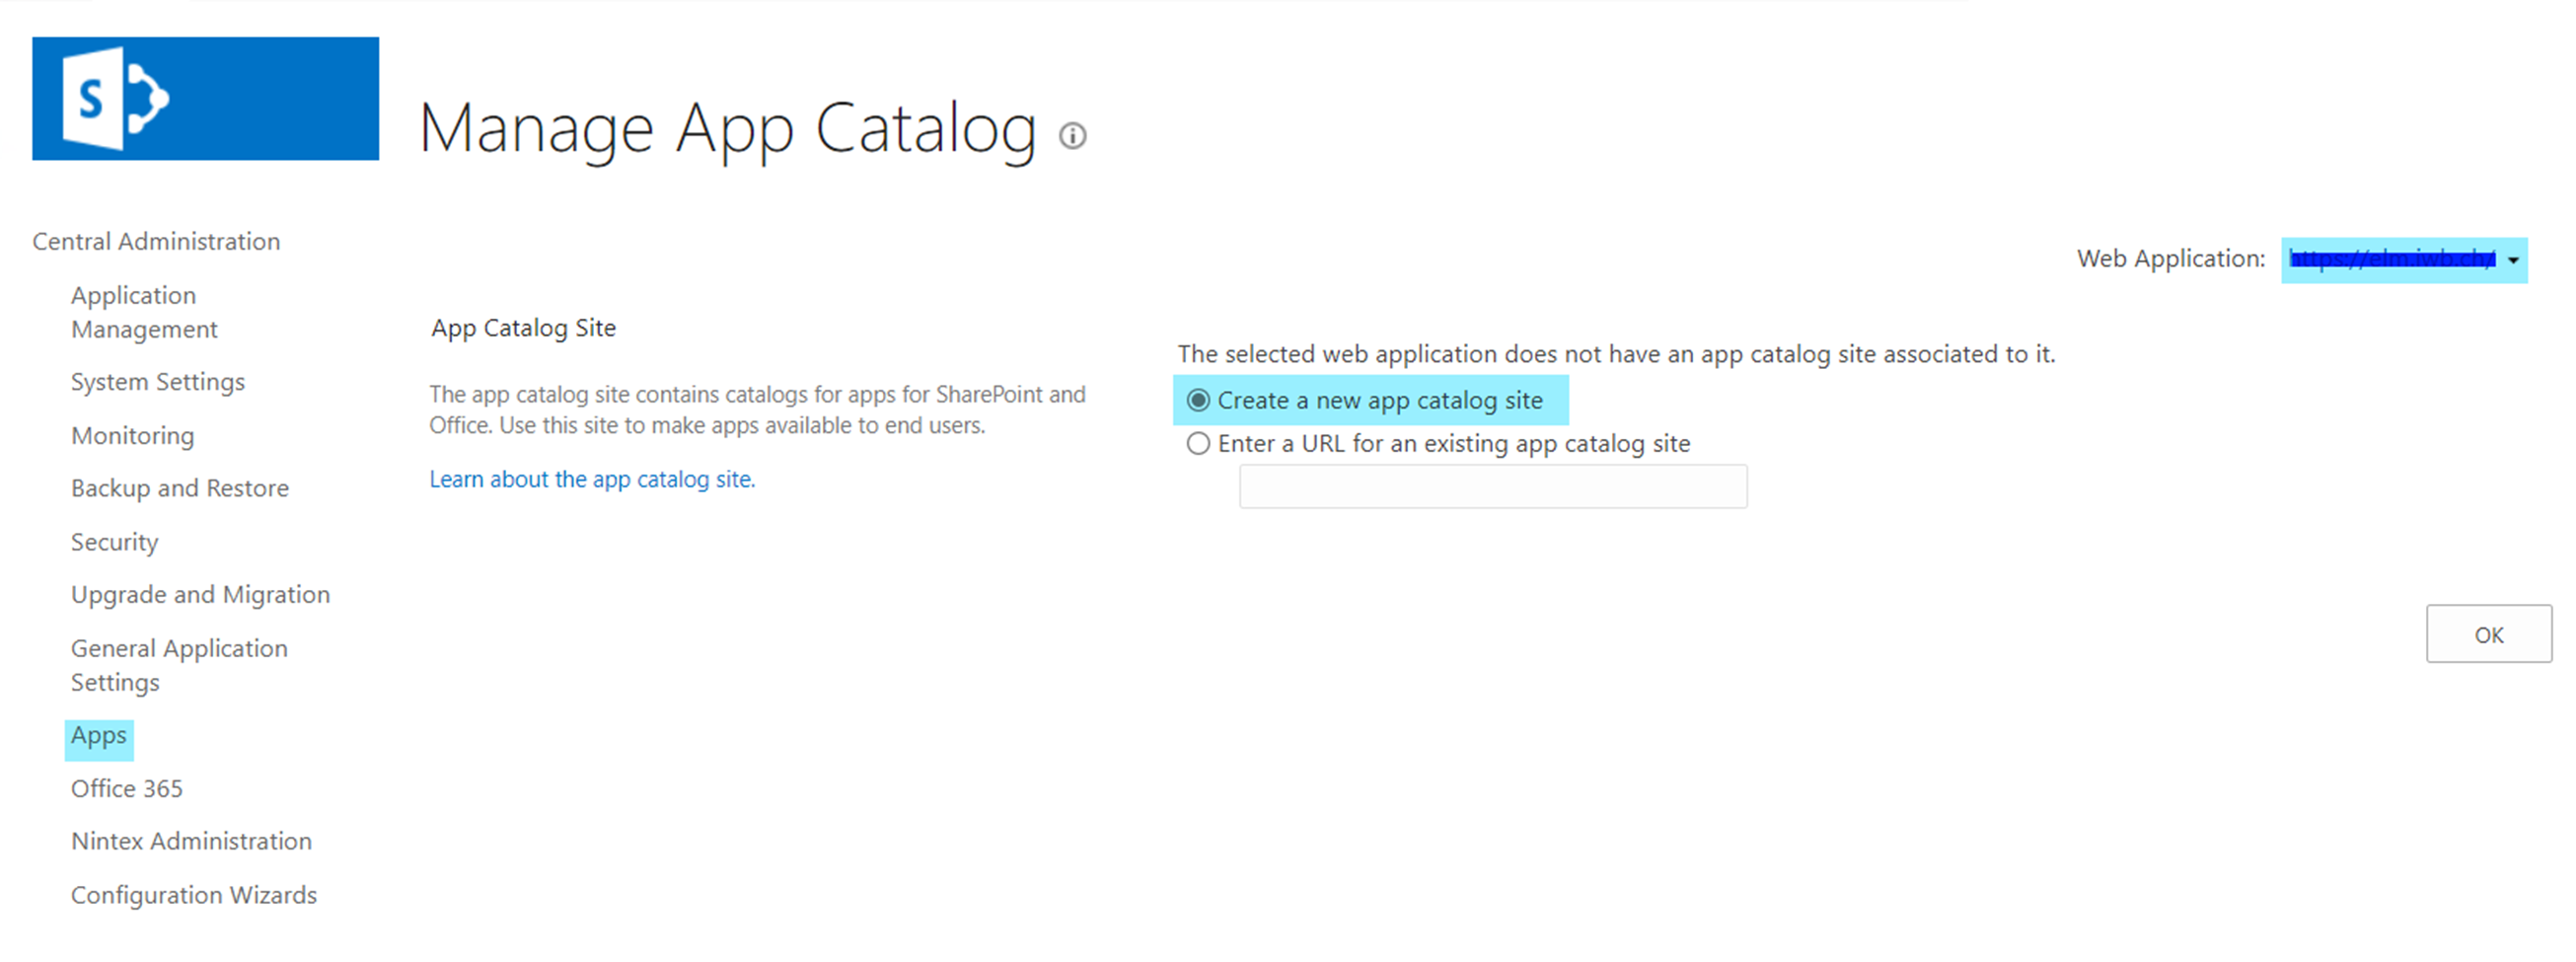 S
Manage App Catalog
Central Administration
Application
Management
System Settings
Monitoring
Backup and Restore
Security
Upgrade and Migration
General Application
Settings
Apps
Office 365
Nintex Administration
Configuration Wizards
Web Application:
App Catalog Site
The app catalog site contains catalogs for apps for SharePoint and
Office. Use this site to make apps available to end users.
Learn about the app catalog site.
The selected web application does not have an app catalog site associated to it.
Create a new app catalog site
Enter a URL for an existing app catalog site
OK